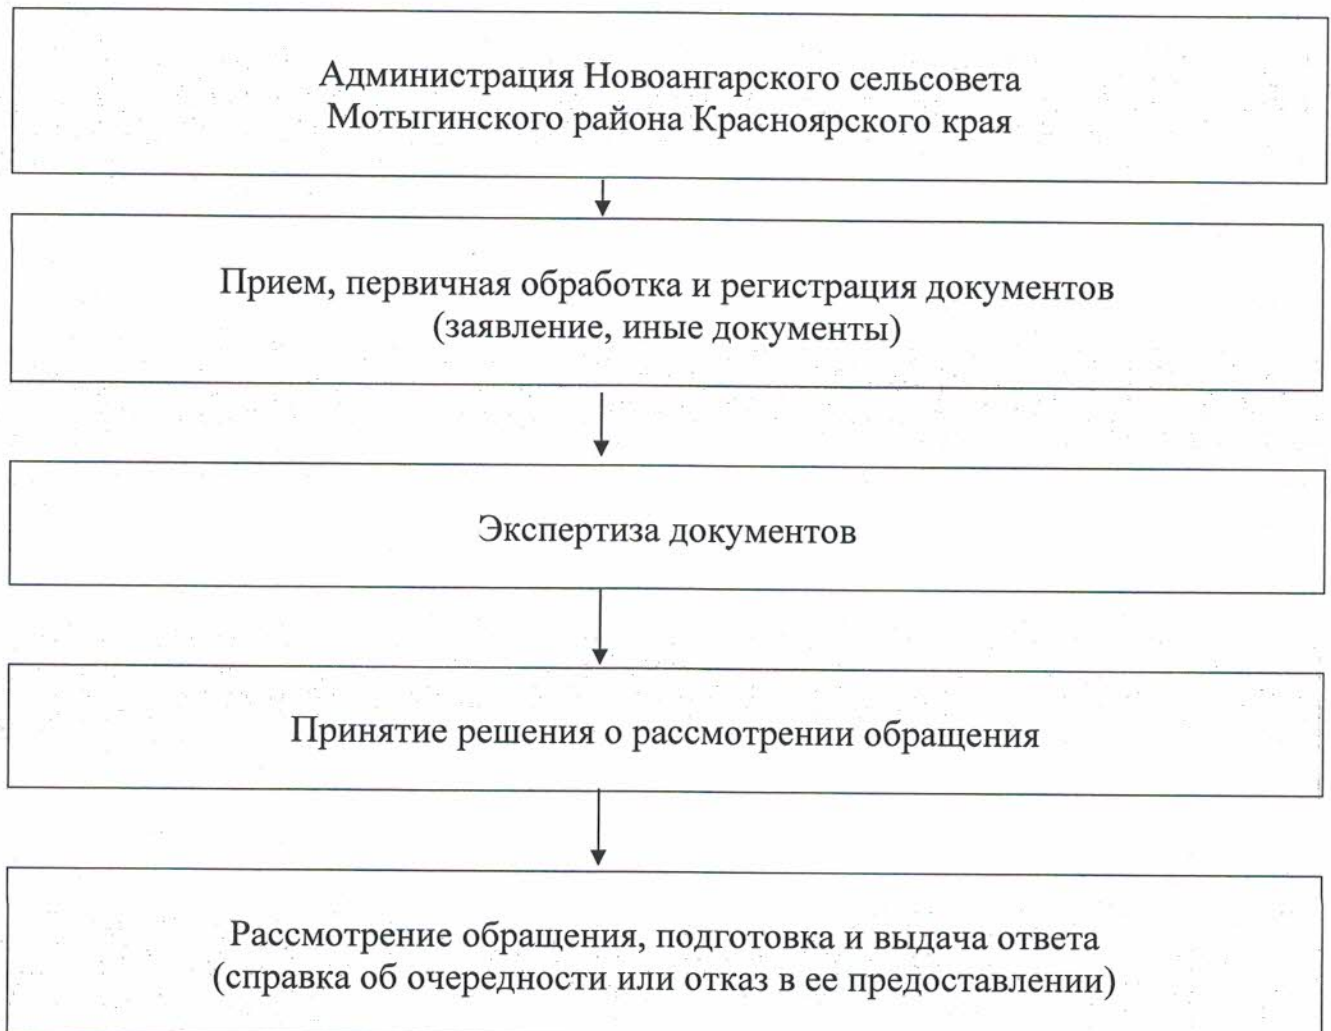 Администрация Новоангарского сельсовета
Мотыгинского района Красноярского края
Прием, первичная обработка и регистрация документов
(заявление, иные документы)
Экспертиза документов
Принятие решения о рассмотрении обращения
Рассмотрение обращения, подготовка и выдача ответа
(справка об очередности или отказ в ее предоставлении)